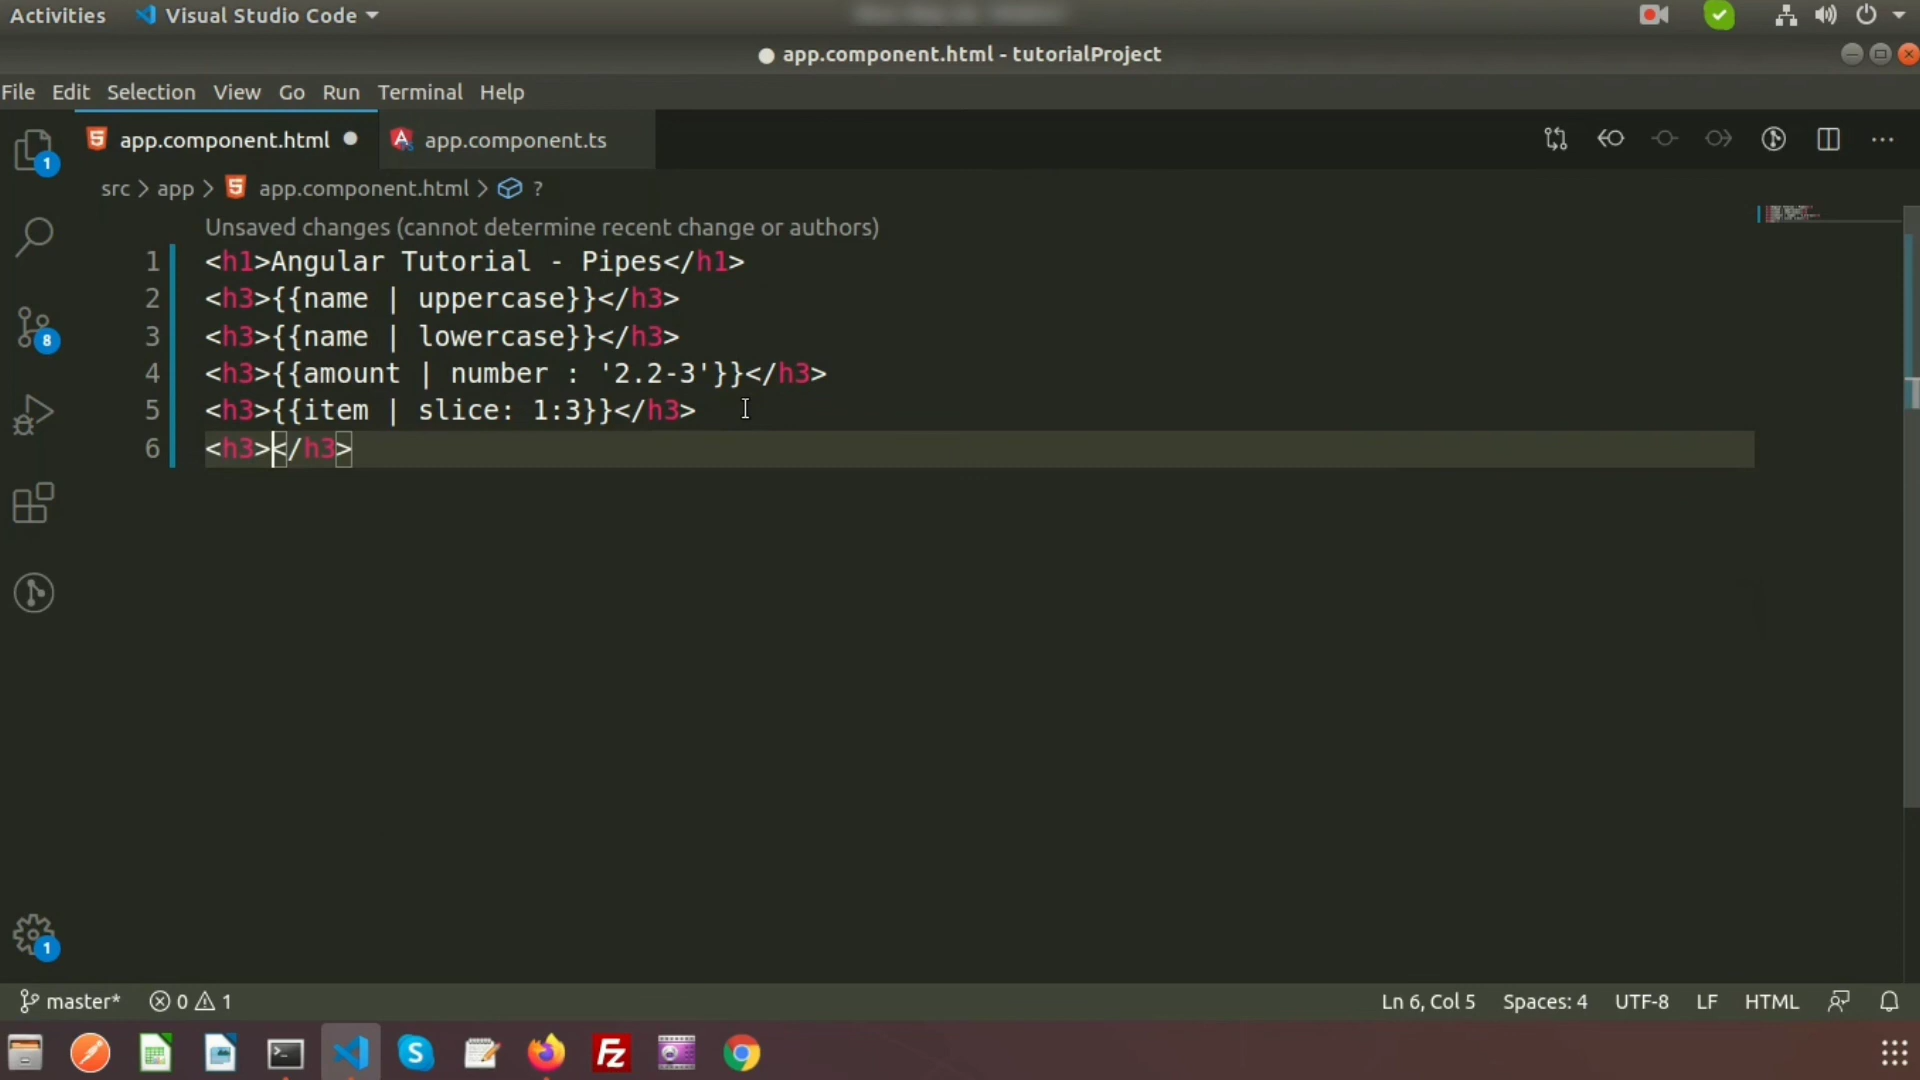 Activities Visual Studio Code
app.component.html - tutorialProject
File Edit Selection View Go Run Terminal Help
app.component.html app.component.ts
1
src > app > app.component.html > ?
Unsaved changes (cannot determine recent change or authors)
1 <h1>Angular Tutorial - Pipes</h1>
2 <h3>{{name | uppercase}}</h3>
3 <h3>{{name | lowercase}}</h3>
8
4 <h3>{{amount | number : '2.2-3'}}</h3>
5 <h3>{{item | slice: 1:3}}</h3>
6 <h3></h3>
1
master* 0 1 Ln 6, Col 5 Spaces: 4 UTF-8 LF HTML
S Fz